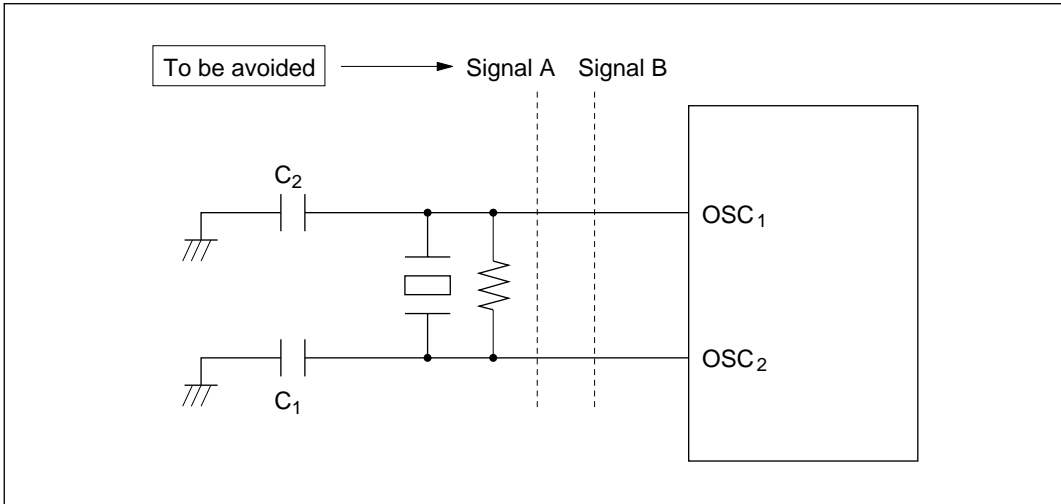 To be avoided
Signal A
Signal B
C2
OSC1
OSC2
C1